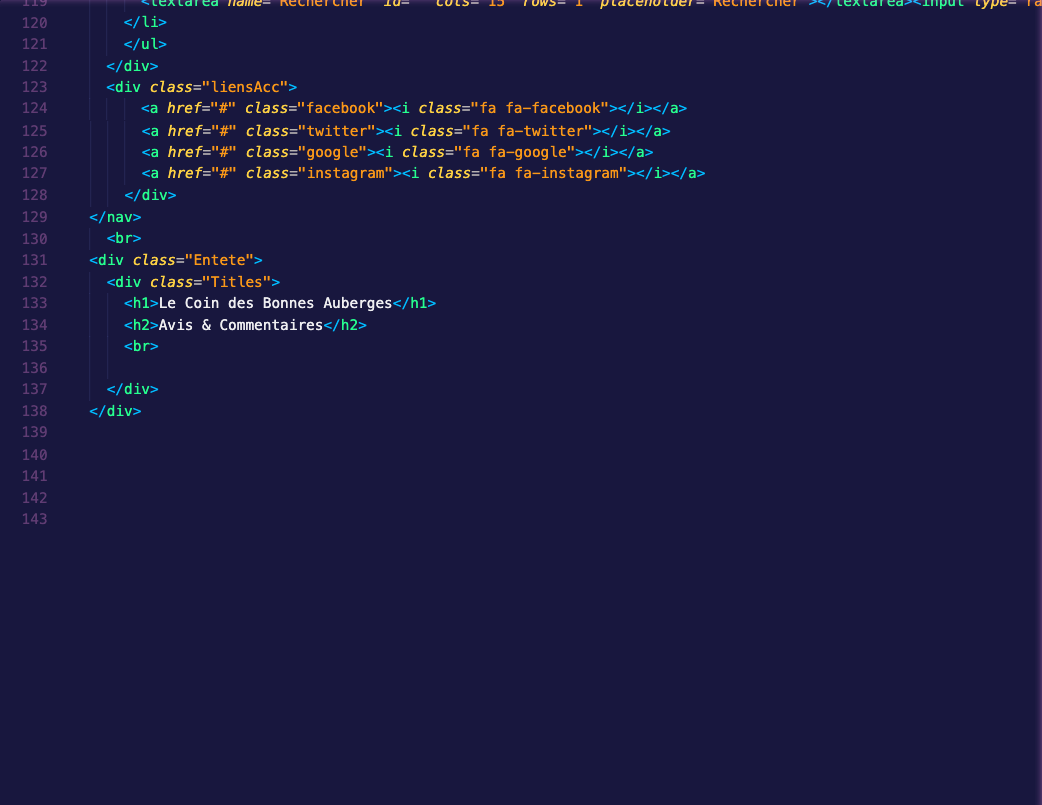 119 <textarea name="Rechercher" id="" cols="15" rows="1" placeholder="Rechercher"></textarea><input type="ra
120 </li>
121 </ul>
122 </div>
123 <div class="liensAcc">
124 <a href="#" class="facebook"><i class="fa fa-facebook"></i></a>
125 <a href="#" class="twitter"><i class="fa fa-twitter"></i></a>
126 <a href="#" class="google"><i class="fa fa-google"></i></a>
127 <a href="#" class="instagram"><i class="fa fa-instagram"></i></a>
128 </div>
129 </nav>
130 <br>
131 <div class="Entete">
132 <div class="Titles">
133 <h1>Le Coin des Bonnes Auberges</h1>
134 <h2>Avis & Commentaires</h2>
135 <br>
136
137 </div>
138 </div>
139
140
141
142
143